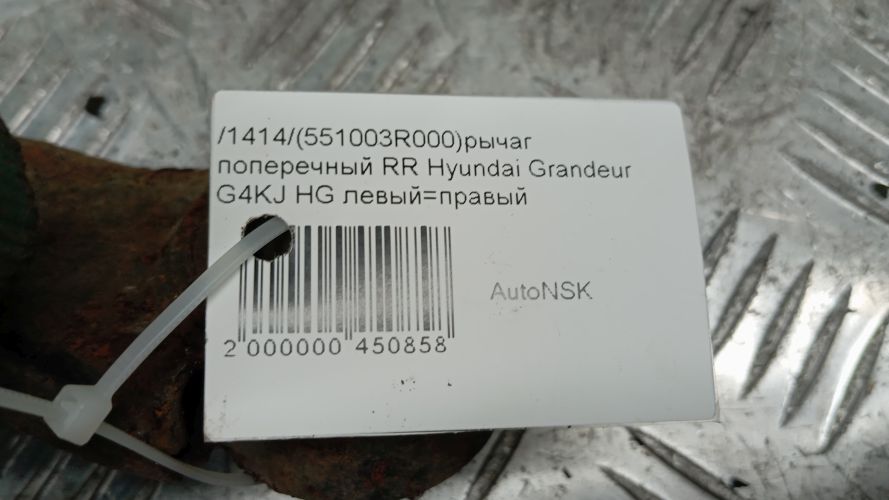 /1414/(551003R000)рычаг
поперечный RR Hyundai Grandeur
G4KJ HG левый=правый
AutoNSK
2 000000 450858